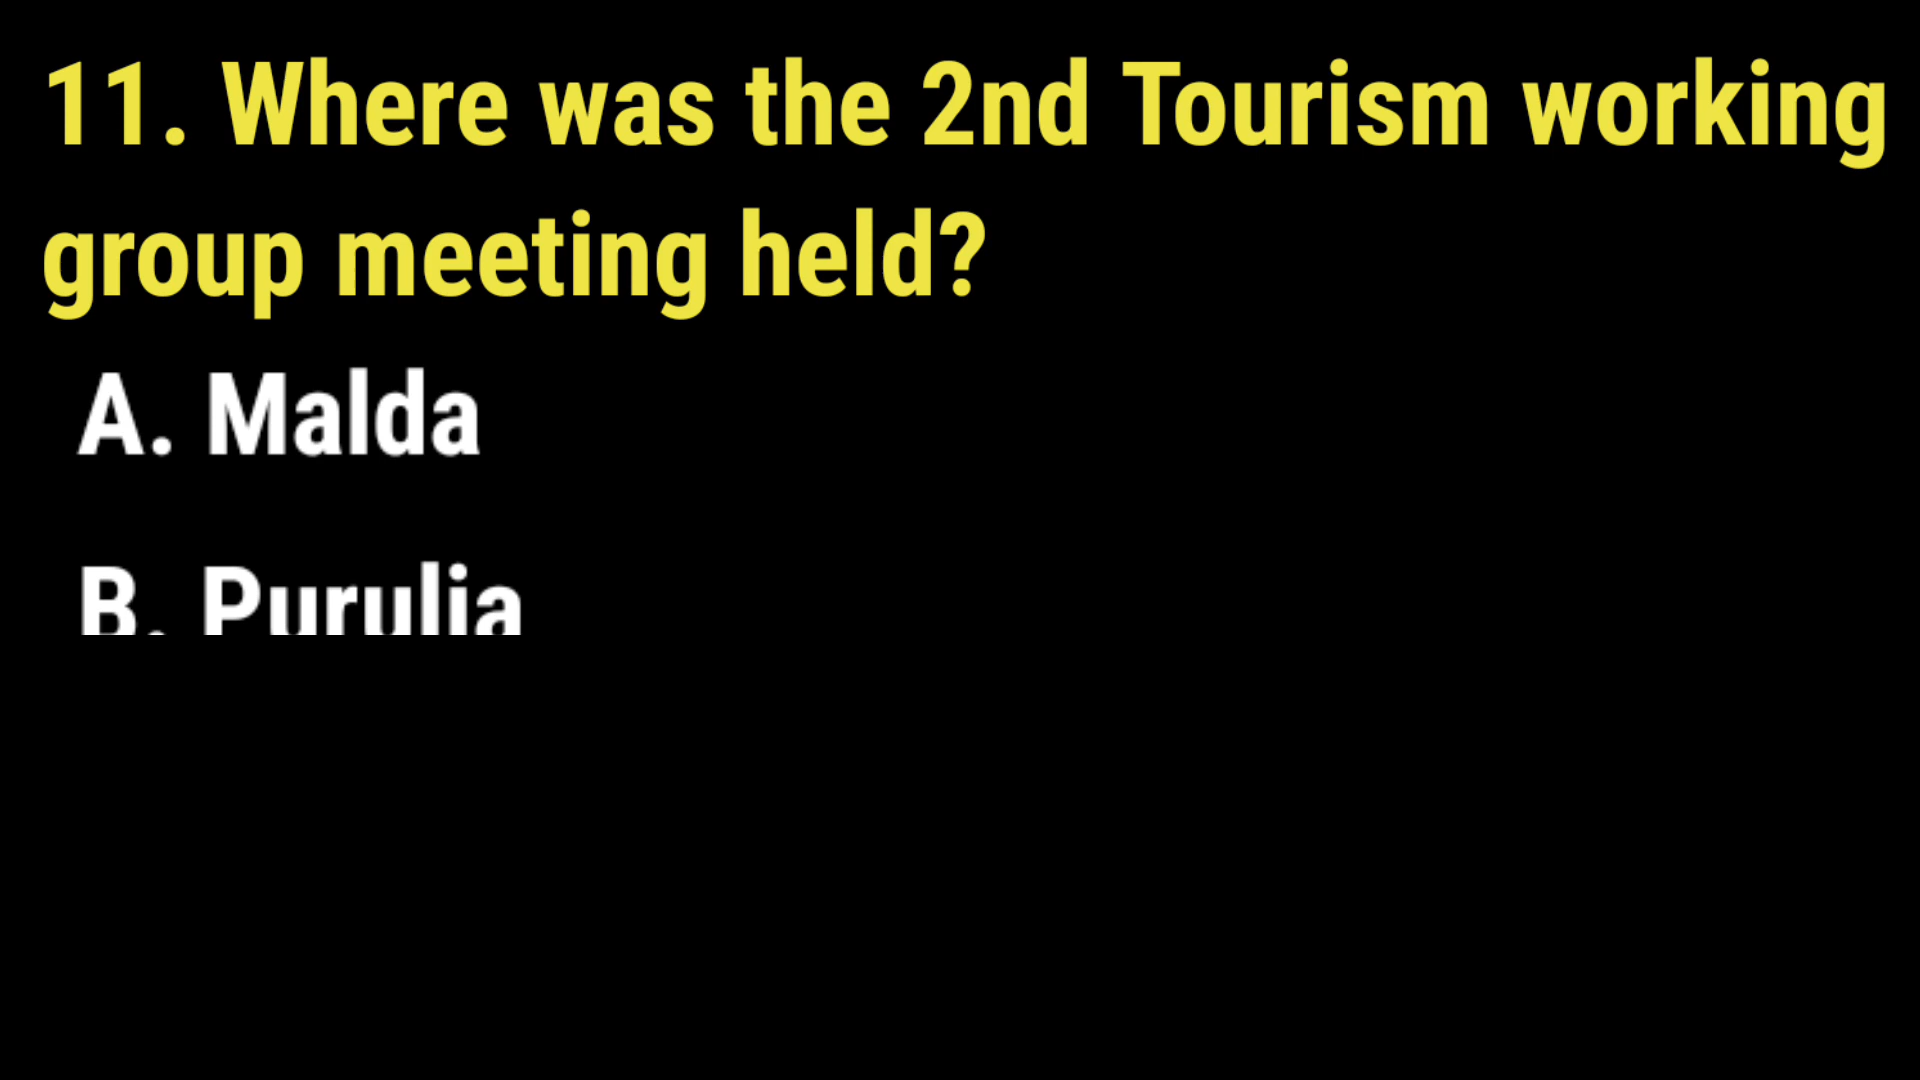 11. Where was the 2nd Tourism working
group meeting held?
A. Malda
B. Purulia